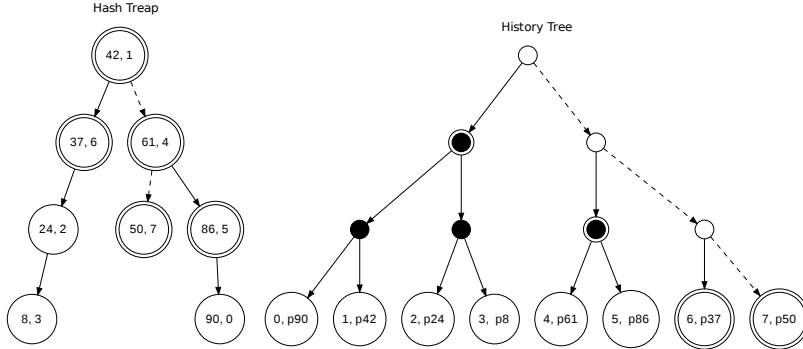 Hash Treap
History Tree
42, 1
37, 6
61, 4
24, 2
50, 7
86, 5
8, 3
90, 0
0, p90
1, p42
2, p24
3, p8
4, p61
5, p86
6, p37
7, p50